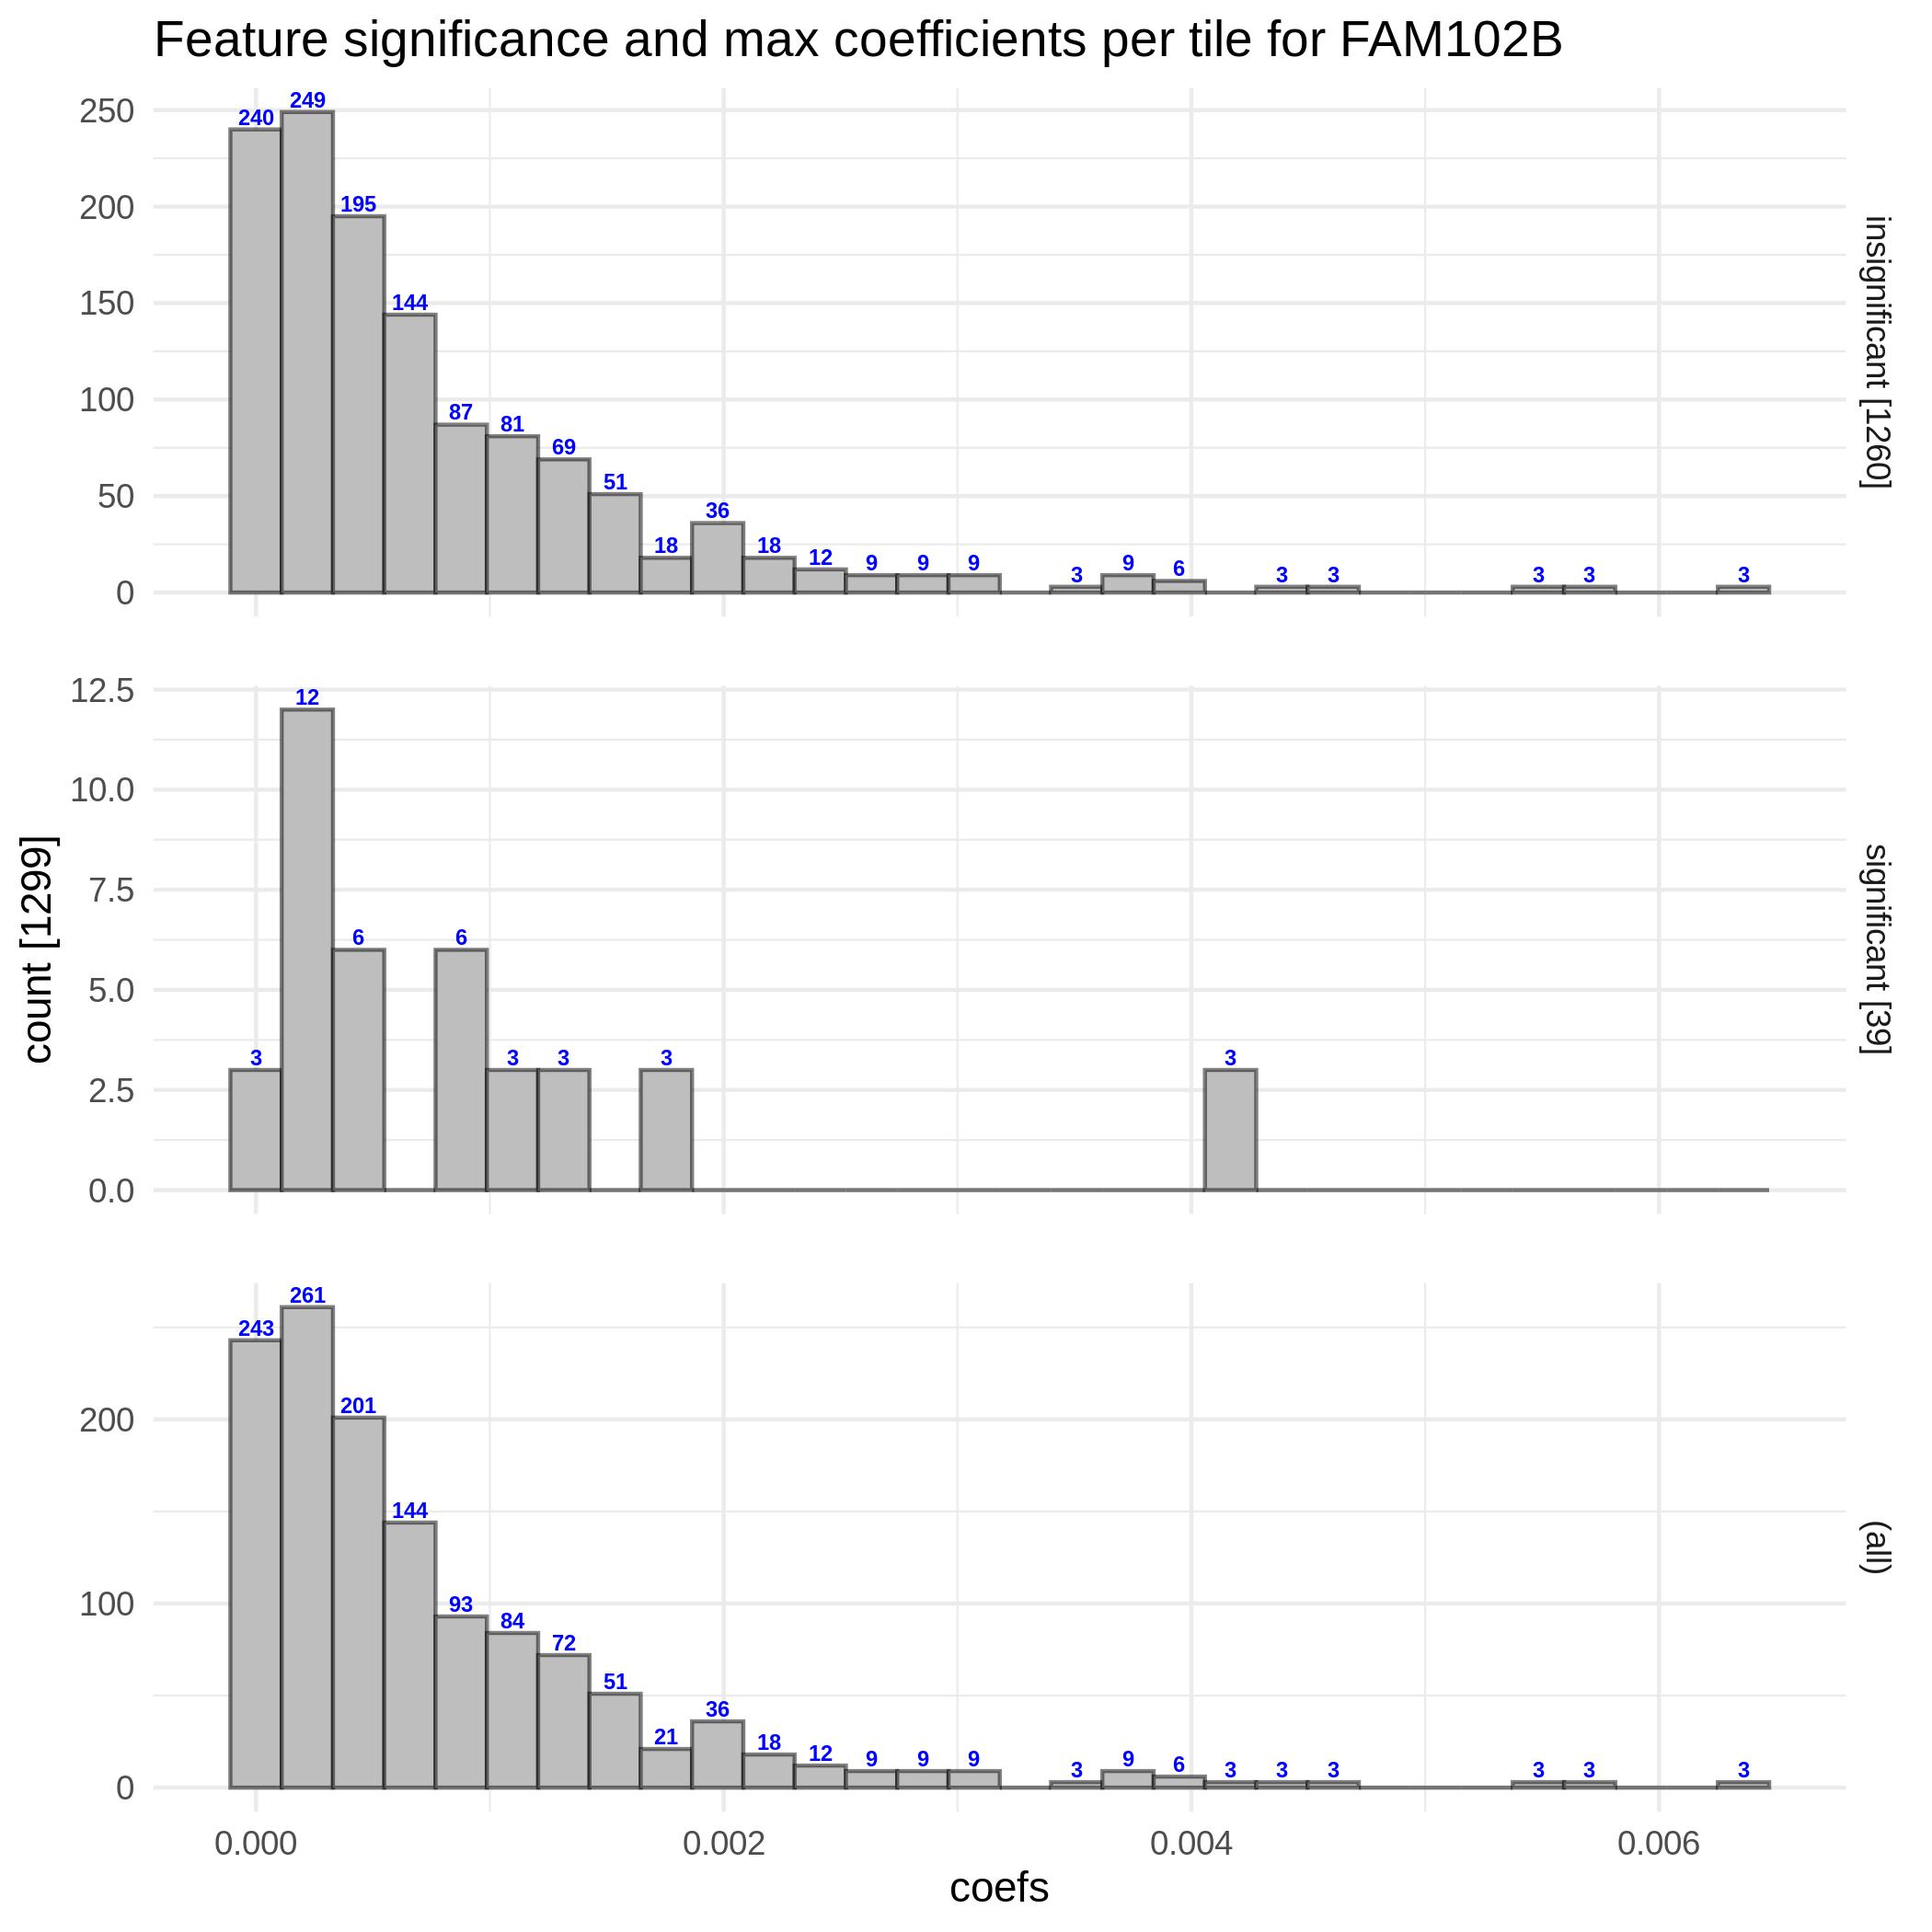 Feature significance and max coefficients per tile for FAM102B
250
200
150
100
50
0
240 249 195 144 87 81 69 51 18 36 18 12 9 9 9 3 9 6 3 3 3 3 3
insignificant [1260]
count [1299]
12.5
10.0
7.5
5.0
2.5
0.0
3 12 6 6 3 3 3 3
significant [39]
200
100
0
243 261 201 144 93 84 72 51 21 36 18 12 9 9 9 3 9 6 3 3 3 3 3 3
(all)
0.000 0.002 0.004 0.006
coefs